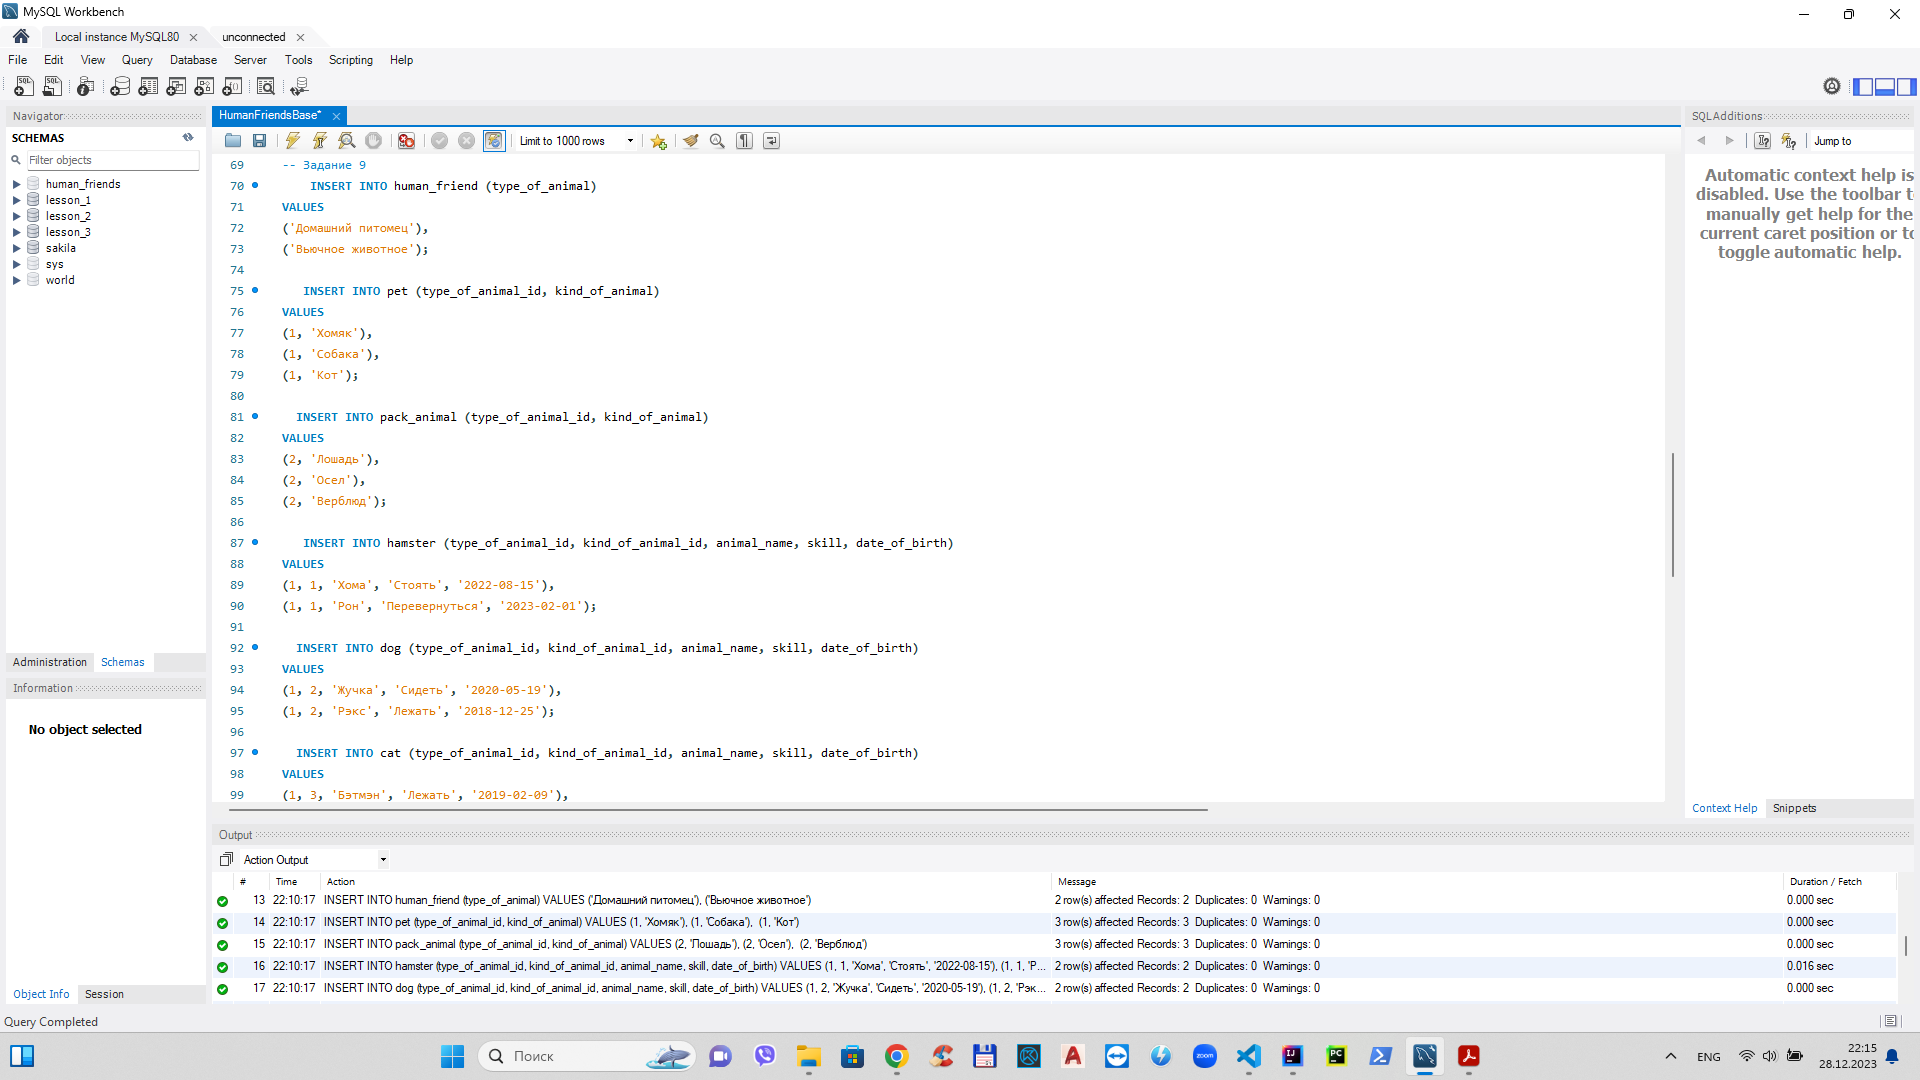 MySQL Workbench
Local instance MySQL80
unconnected
File Edit View Query Database Server Tools Scripting Help
Navigator
SCHEMAS
Filter objects
human_friends
lesson_1
lesson_2
lesson_3
sakila
sys
world
Administration Schemas
Information
No object selected
Object Info Session
Query Completed
HumanFriendsBase*
Limit to 1000 rows
69 -- Задание 9
70 INSERT INTO human_friend (type_of_animal)
71 VALUES
72 ('Домашний питомец'),
73 ('Вьючное животное');
74
75 INSERT INTO pet (type_of_animal_id, kind_of_animal)
76 VALUES
77 (1, 'Хомяк'),
78 (1, 'Собака'),
79 (1, 'Кот');
80
81 INSERT INTO pack_animal (type_of_animal_id, kind_of_animal)
82 VALUES
83 (2, 'Лошадь'),
84 (2, 'Осел'),
85 (2, 'Верблюд');
86
87 INSERT INTO hamster (type_of_animal_id, kind_of_animal_id, animal_name, skill, date_of_birth)
88 VALUES
89 (1, 1, 'Хома', 'Стоять', '2022-08-15'),
90 (1, 1, 'Рон', 'Перевернуться', '2023-02-01');
91
92 INSERT INTO dog (type_of_animal_id, kind_of_animal_id, animal_name, skill, date_of_birth)
93 VALUES
94 (1, 2, 'Жучка', 'Сидеть', '2020-05-19'),
95 (1, 2, 'Рэкс', 'Лежать', '2018-12-25');
96
97 INSERT INTO cat (type_of_animal_id, kind_of_animal_id, animal_name, skill, date_of_birth)
98 VALUES
99 (1, 3, 'Бэтмэн', 'Лежать', '2019-02-09'),
SQLAdditions
Jump to
Automatic context help is
disabled. Use the toolbar t
manually get help for the
current caret position or to
toggle automatic help.
Context Help Snippets
Output
Action Output
# Time Action Message Duration / Fetch
13 22:10:17 INSERT INTO human_friend (type_of_animal) VALUES ('Домашний питомец'), ('Вьючное животное') 2 row(s) affected Records: 2 Duplicates: 0 Warnings: 0 0.000 sec
14 22:10:17 INSERT INTO pet (type_of_animal_id, kind_of_animal) VALUES (1, 'Хомяк'), (1, 'Собака'), (1, 'Кот') 3 row(s) affected Records: 3 Duplicates: 0 Warnings: 0 0.000 sec
15 22:10:17 INSERT INTO pack_animal (type_of_animal_id, kind_of_animal) VALUES (2, 'Лошадь'), (2, 'Осел'), (2, 'Верблюд') 3 row(s) affected Records: 3 Duplicates: 0 Warnings: 0 0.000 sec
16 22:10:17 INSERT INTO hamster (type_of_animal_id, kind_of_animal_id, animal_name, skill, date_of_birth) VALUES (1, 1, 'Хома', 'Стоять', '2022-08-15'), (1, 1, 'Р... 2 row(s) affected Records: 2 Duplicates: 0 Warnings: 0 0.016 sec
17 22:10:17 INSERT INTO dog (type_of_animal_id, kind_of_animal_id, animal_name, skill, date_of_birth) VALUES (1, 2, 'Жучка', 'Сидеть', '2020-05-19'), (1, 2, 'Рэк... 2 row(s) affected Records: 2 Duplicates: 0 Warnings: 0 0.000 sec
Поиск
zoom
ENG
22:15
28.12.2023